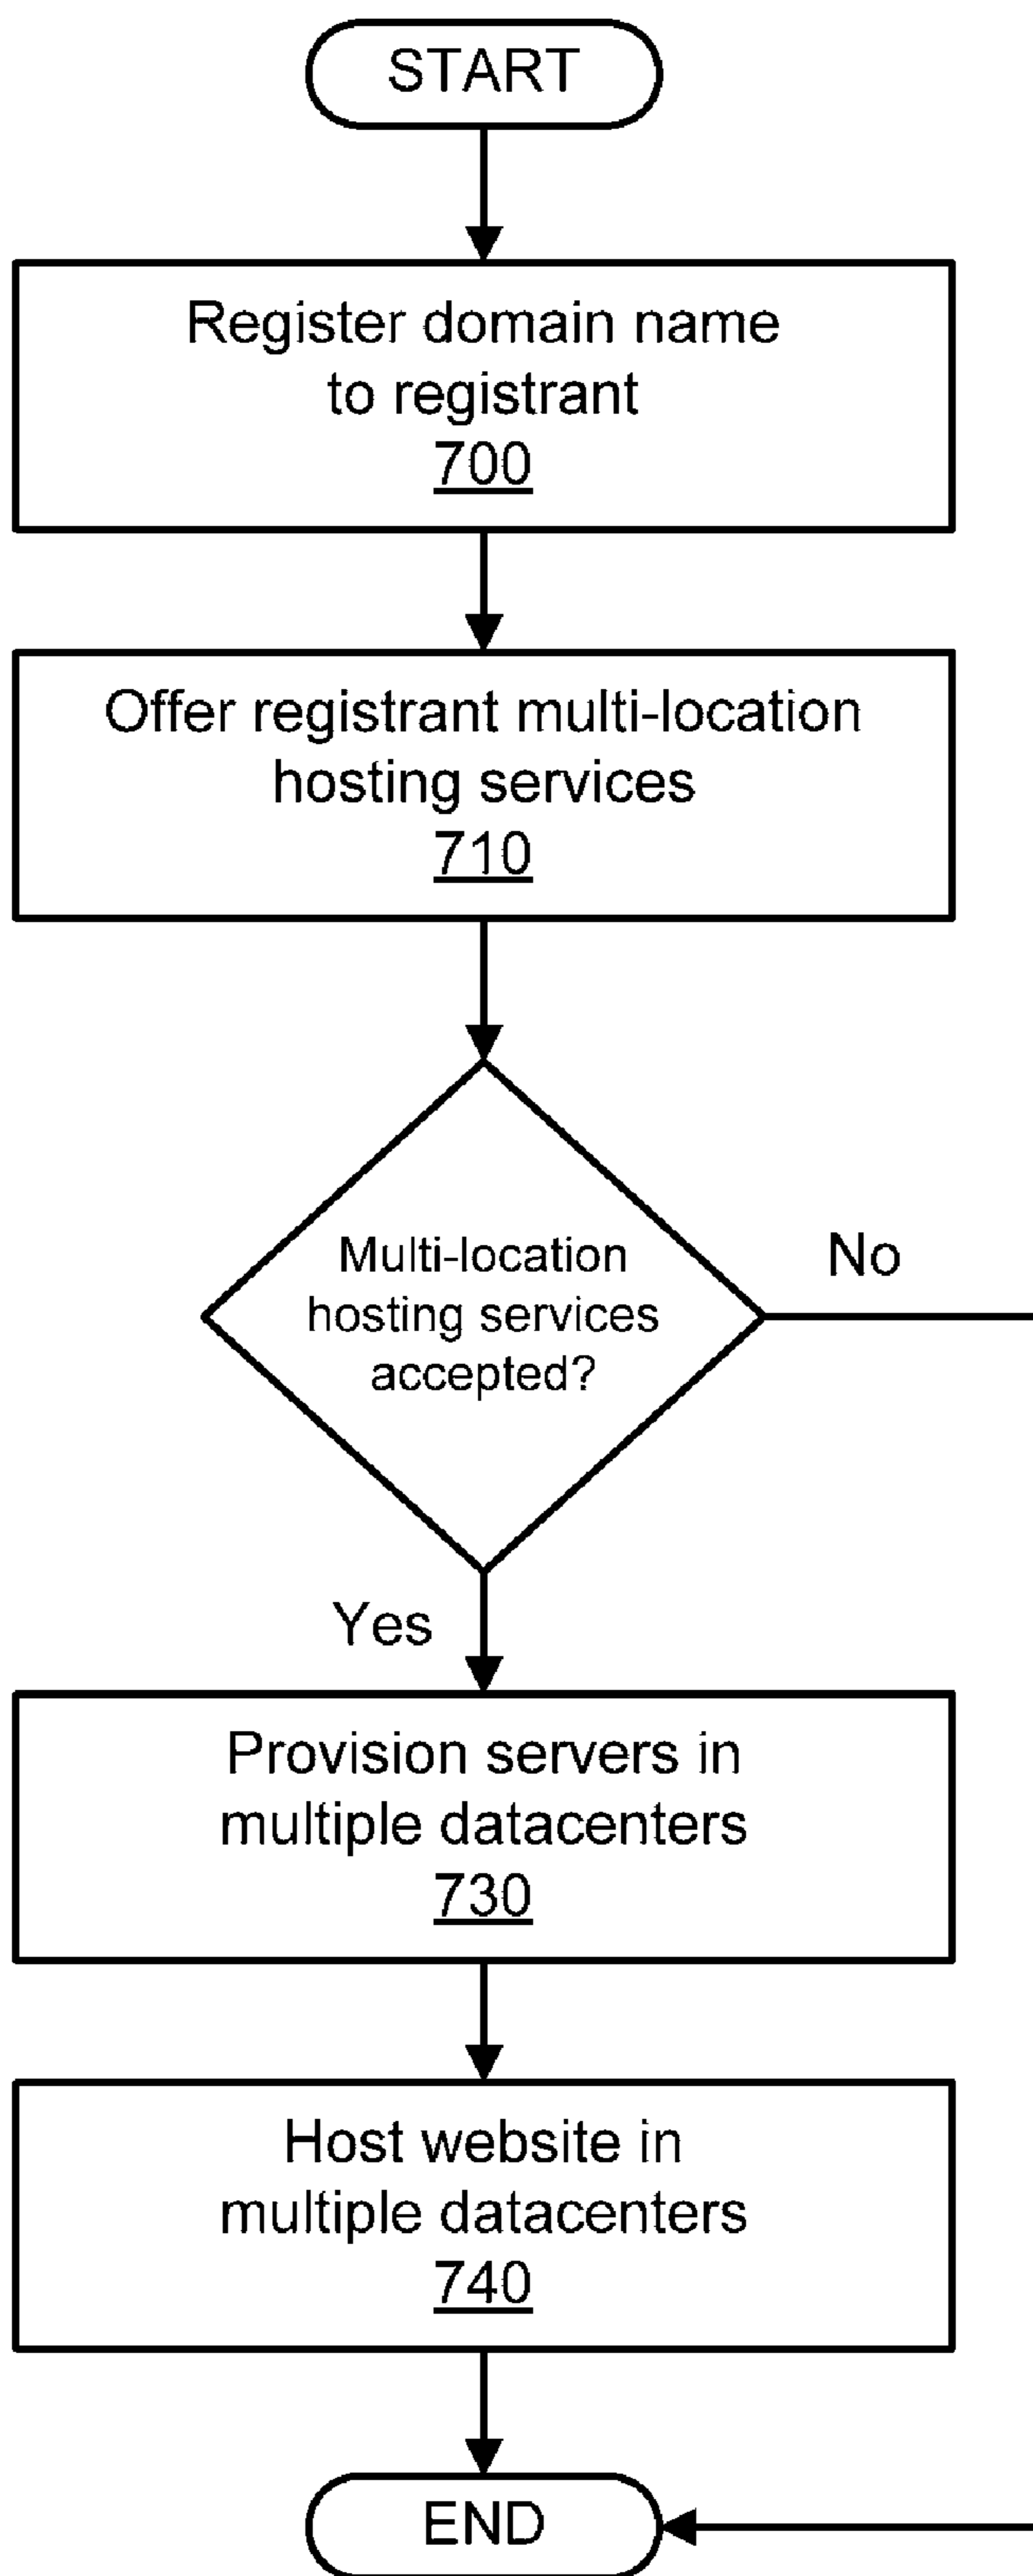 START
Register domain name
to registrant
700
Offer registrant multi-location
hosting services
710
Multi-location
hosting services
accepted?
No
Yes
Provision servers in
multiple datacenters
730
Host website in
multiple datacenters
740
END